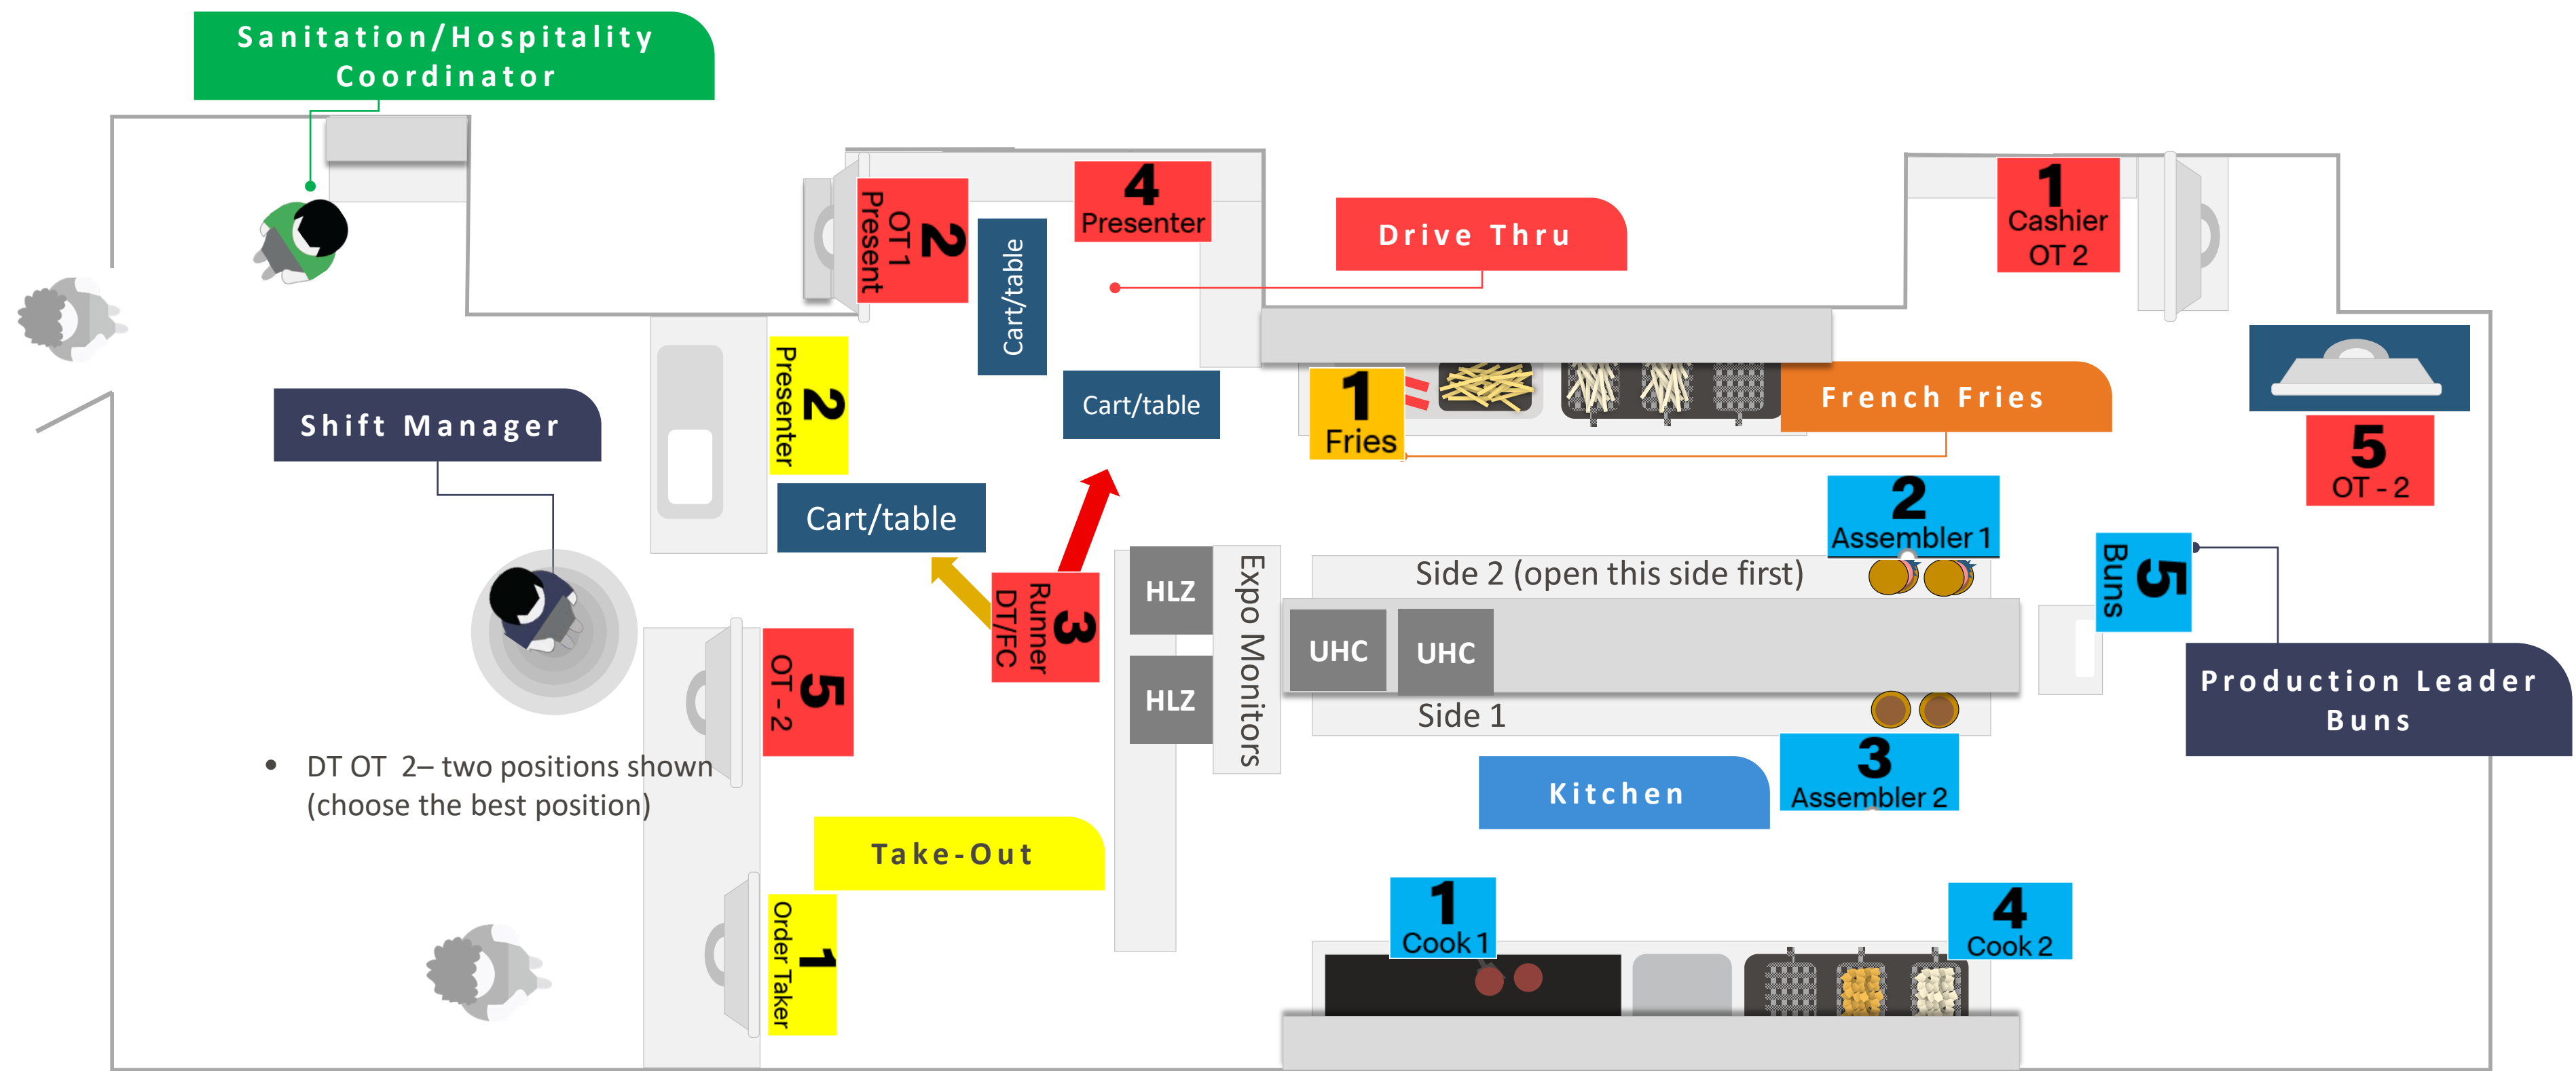 Sanitation/Hospitality
Coordinator
2
OT 1
Present
Cart/table
4
Presenter
Drive Thru
1
Cashier
OT 2
2
Presenter
Cart/table
1
Fries
French Fries
5
OT - 2
Shift Manager
Cart/table
2
Assembler 1
5
Buns
3
Runner
DT/FC
HLZ
HLZ
Expo Monitors
Side 2 (open this side first)
UHC
UHC
Side 1
Production Leader
Buns
5
OT - 2
• DT OT 2– two positions shown
(choose the best position)
Kitchen
3
Assembler 2
Take-Out
1
Order Taker
1
Cook 1
4
Cook 2